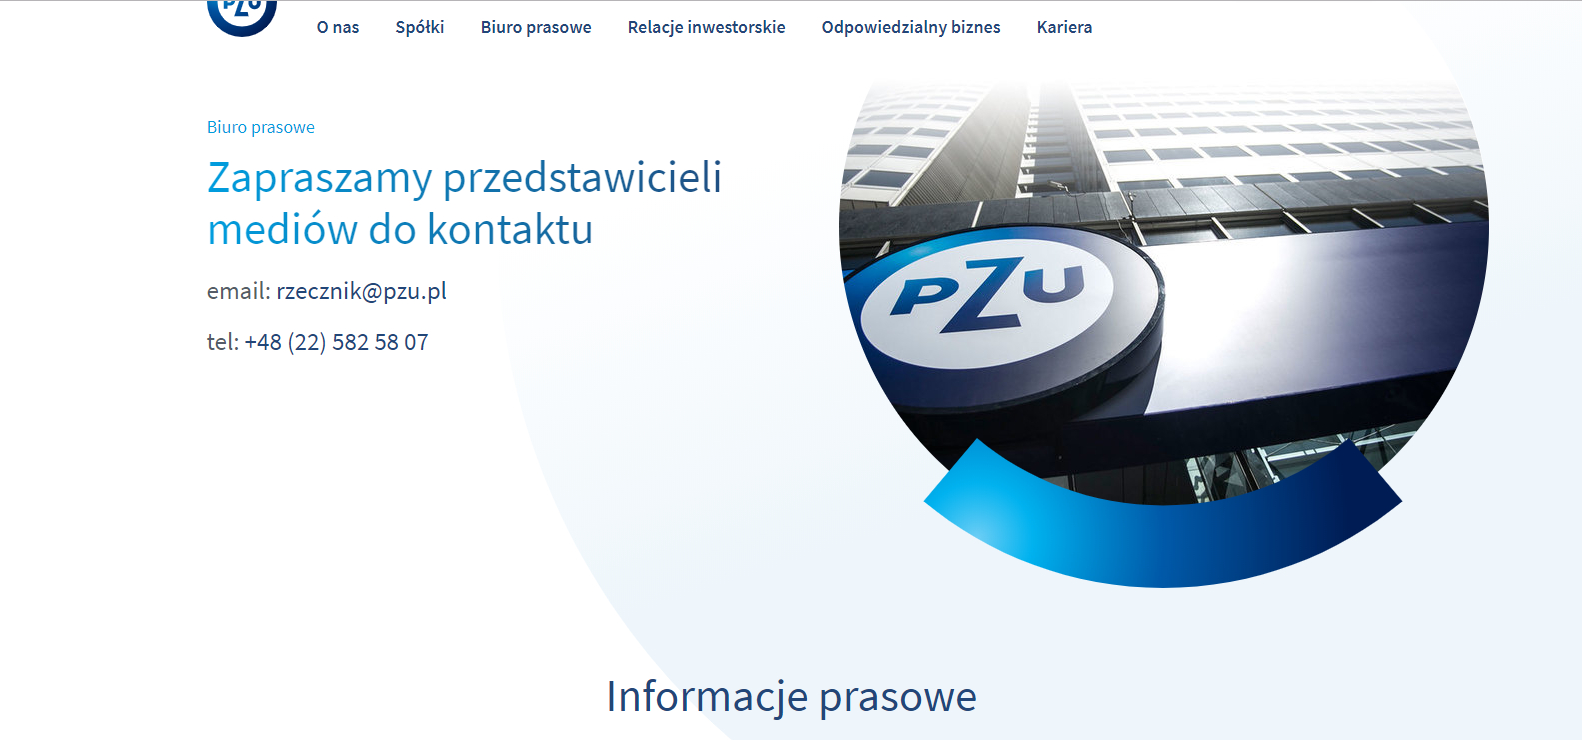 PZU
O nas Spółki Biuro prasowe Relacje inwestorskie Odpowiedzialny biznes Kariera
Biuro prasowe
Zapraszamy przedstawicieli
mediów do kontaktu
email: rzecznik@pzu.pl
tel: +48 (22) 582 58 07
PZU
Informacje prasowe